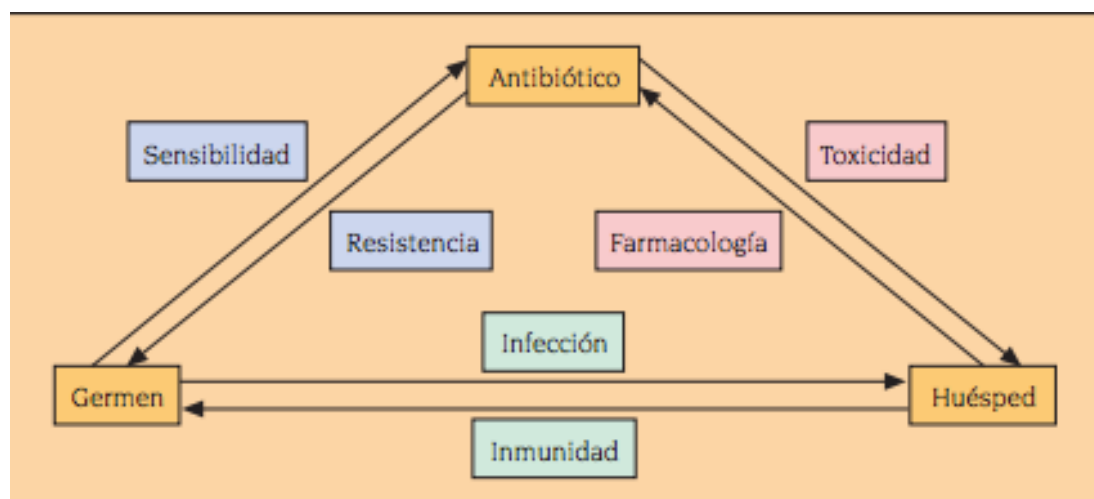 Antibiótico
Sensibilidad
Toxicidad
Resistencia
Farmacología
Infección
Germen
Huésped
Inmunidad